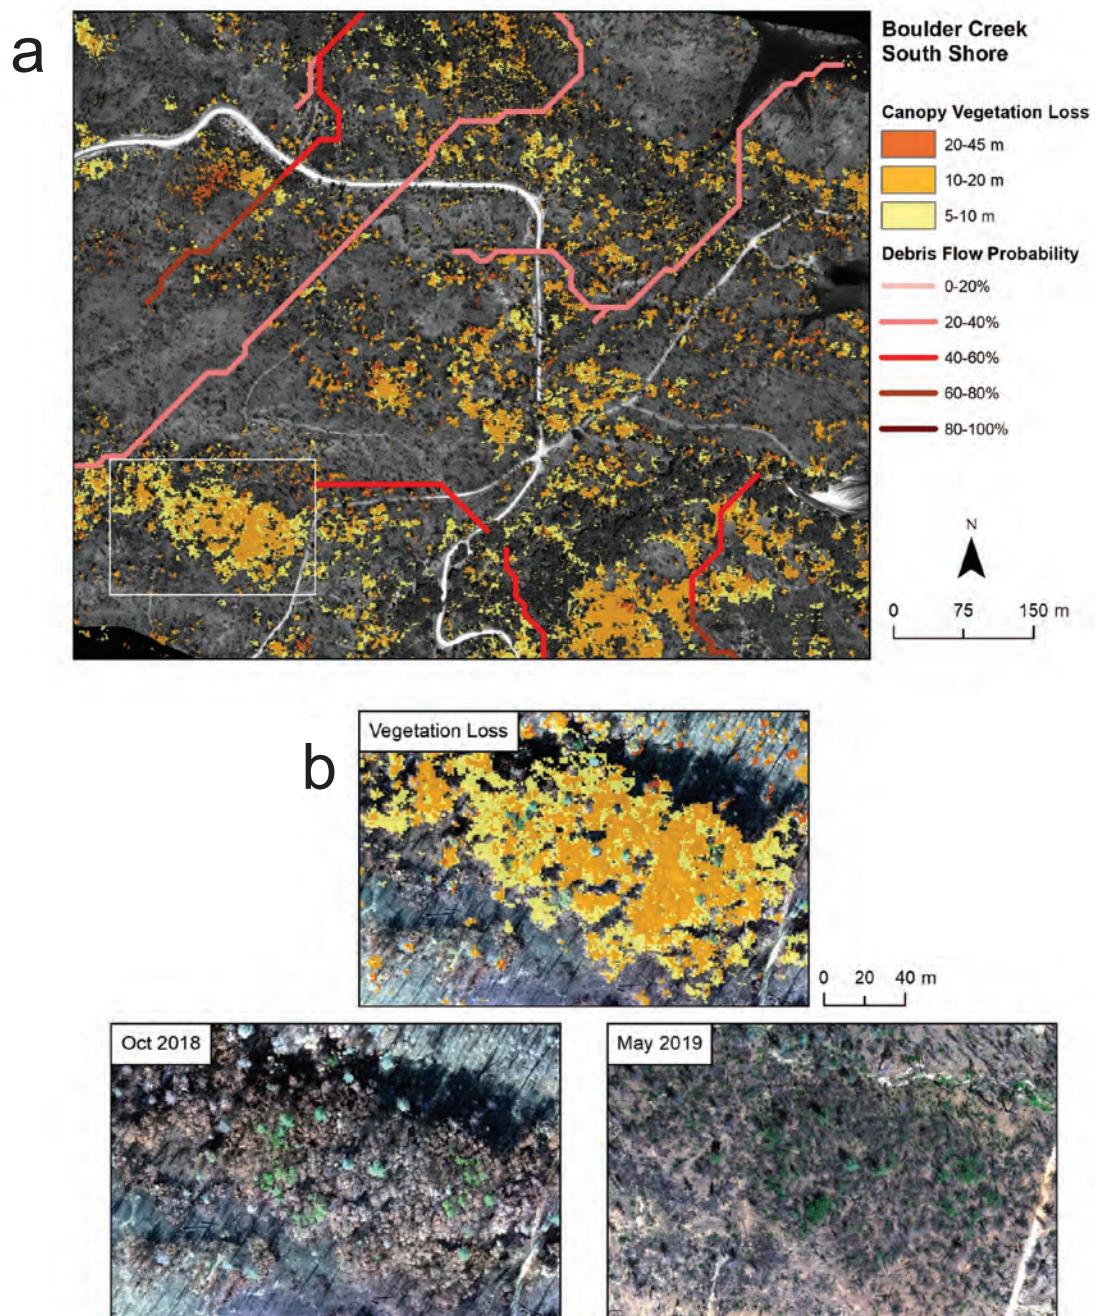 a
Boulder Creek
South Shore
Canopy Vegetation Loss
20-45 m
10-20 m
5-10 m
Debris Flow Probability
0-20%
20-40%
40-60%
60-80%
80-100%
N
0 75 150 m
b
Vegetation Loss
0 20 40 m
Oct 2018
May 2019